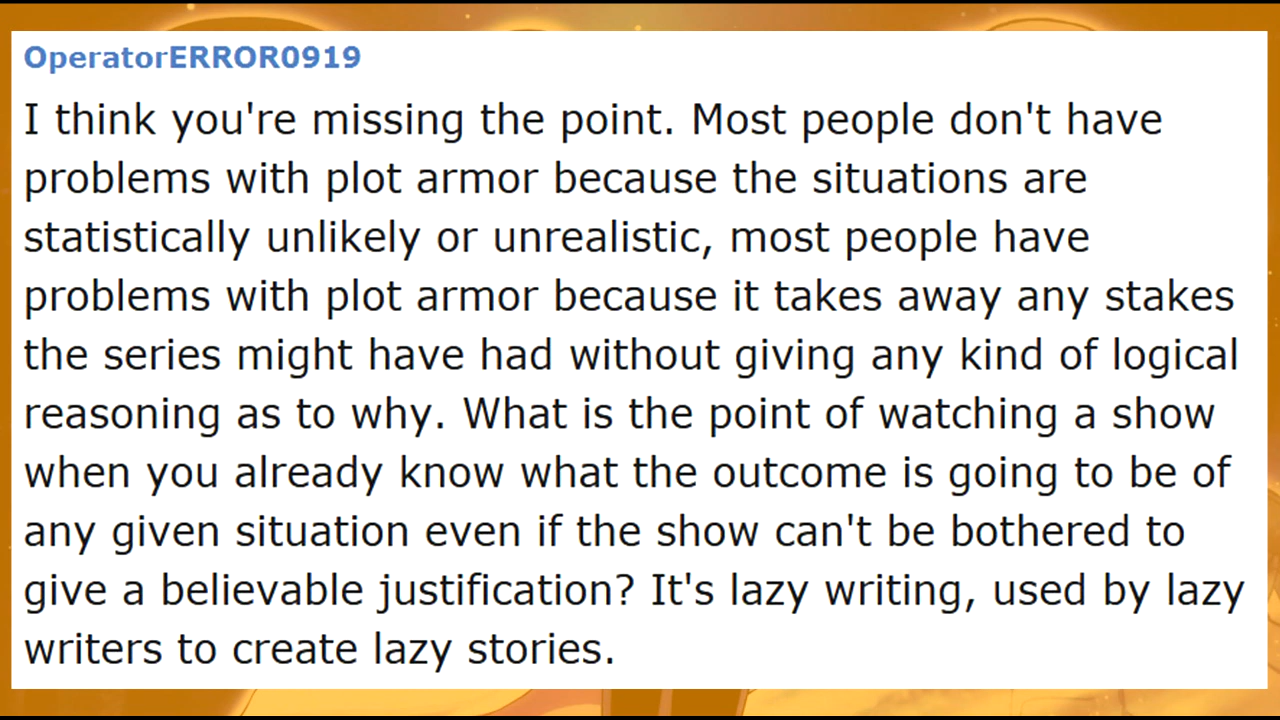 OperatorERROR0919
I think you're missing the point. Most people don't have
problems with plot armor because the situations are
statistically unlikely or unrealistic, most people have
problems with plot armor because it takes away any stakes
the series might have had without giving any kind of logical
reasoning as to why. What is the point of watching a show
when you already know what the outcome is going to be of
any given situation even if the show can't be bothered to
give a believable justification? It's lazy writing, used by lazy
writers to create lazy stories.